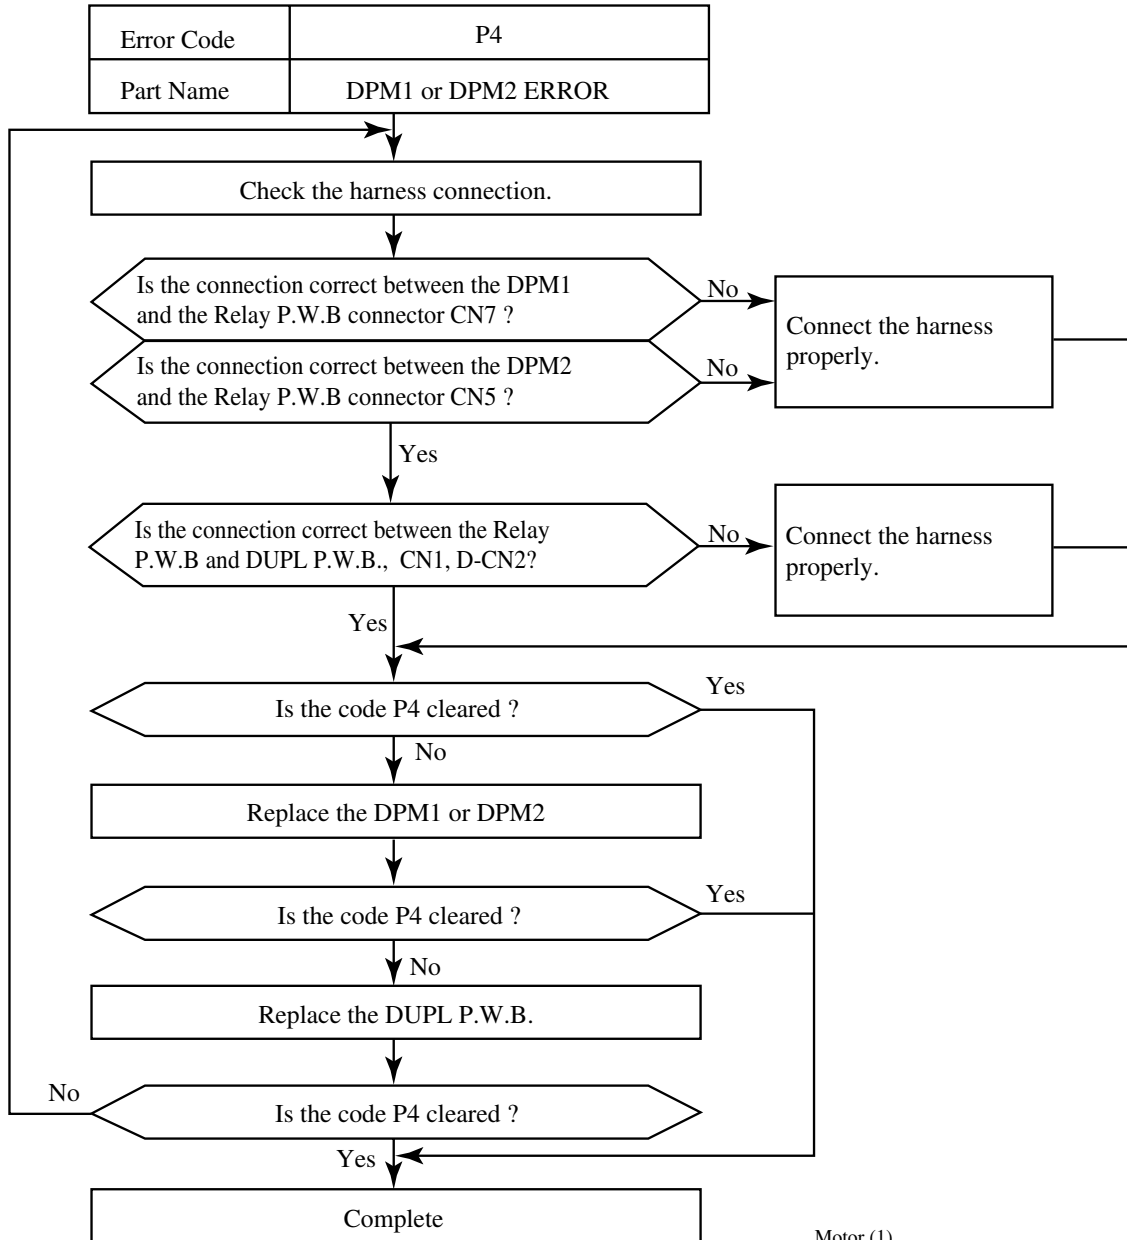 Error Code
P4
Part Name
DPM1 or DPM2 ERROR
Check the harness connection.
Is the connection correct between the DPM1
and the Relay P.W.B connector CN7 ?
No
Connect the harness
properly.
Is the connection correct between the DPM2
and the Relay P.W.B connector CN5 ?
No
Yes
Is the connection correct between the Relay
P.W.B and DUPL P.W.B.,  CN1, D-CN2?
No
Connect the harness
properly.
Yes
Is the code P4 cleared ?
Yes
No
Replace the DPM1 or DPM2
Is the code P4 cleared ?
Yes
No
Replace the DUPL P.W.B.
Is the code P4 cleared ?
No
Yes
Complete
Motor (1)